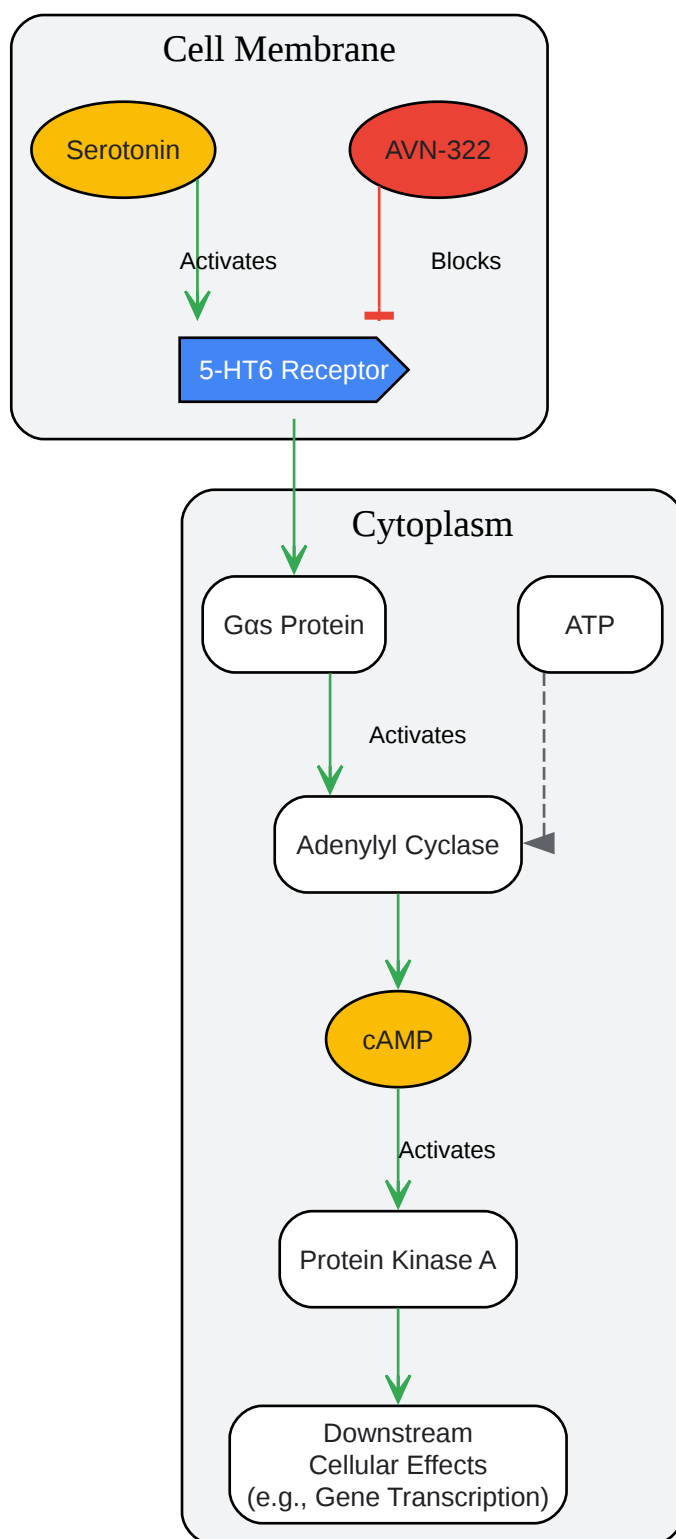 Cell Membrane
Serotonin
AVN-322
Activates
Blocks
5-HT6 Receptor
Cytoplasm
Gαs Protein
ATP
Activates
Adenylyl Cyclase
cAMP
Activates
Protein Kinase A
Downstream
Cellular Effects
(e.g., Gene Transcription)